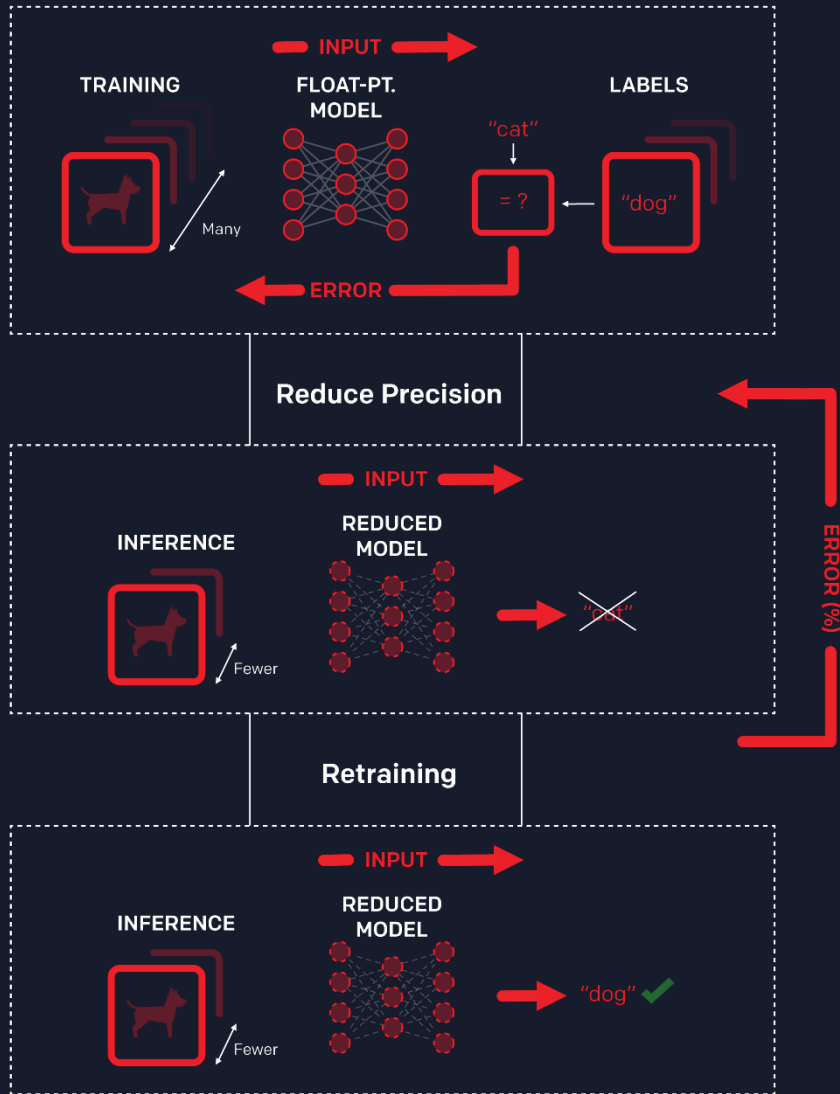 INPUT
TRAINING
FLOAT-PT.
MODEL
LABELS
“cat”
= ?
“dog”
Many
ERROR
Reduce Precision
INPUT
INFERENCE
REDUCED
MODEL
“cat”
Fewer
ERROR (%)
Retraining
INPUT
INFERENCE
REDUCED
MODEL
“dog”
Fewer